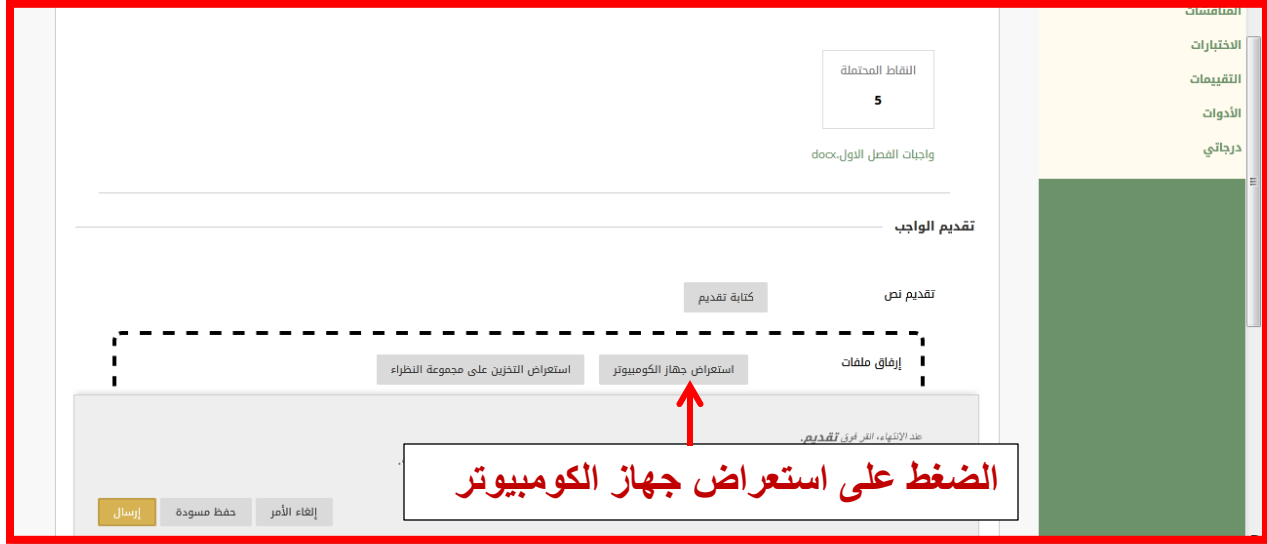 المنافسات
الاختبارات
التقييمات
الأدوات
درجاتي
النقاط المحتملة
5
واجبات الفصل الاول.docx
تقديم الواجب
تقديم نص
كتابة تقديم
إرفاق ملفات
استعراض جهاز الكومبيوتر
استعراض التخزين على مجموعة النظراء
عند الانتهاء، انقر فوق تقديم.
الضغط على استعراض جهاز الكومبيوتر
إلغاء الأمر
حفظ مسودة
إرسال